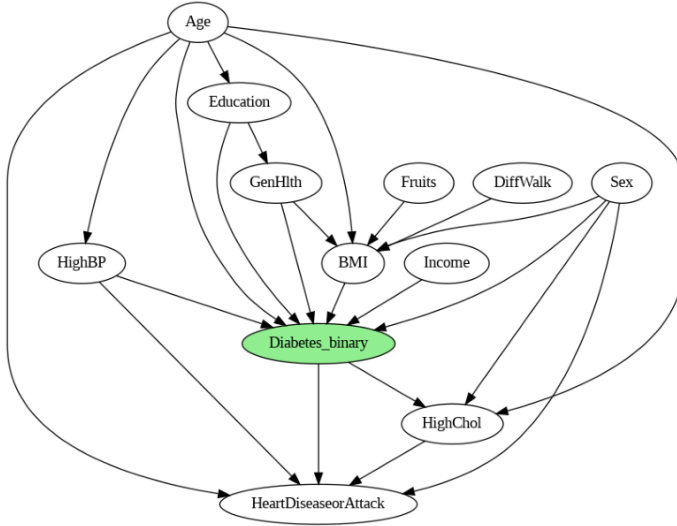 Age
Education
GenHlth
Fruits
DiffWalk
Sex
HighBP
BMI
Income
Diabetes_binary
HighChol
HeartDiseaseorAttack